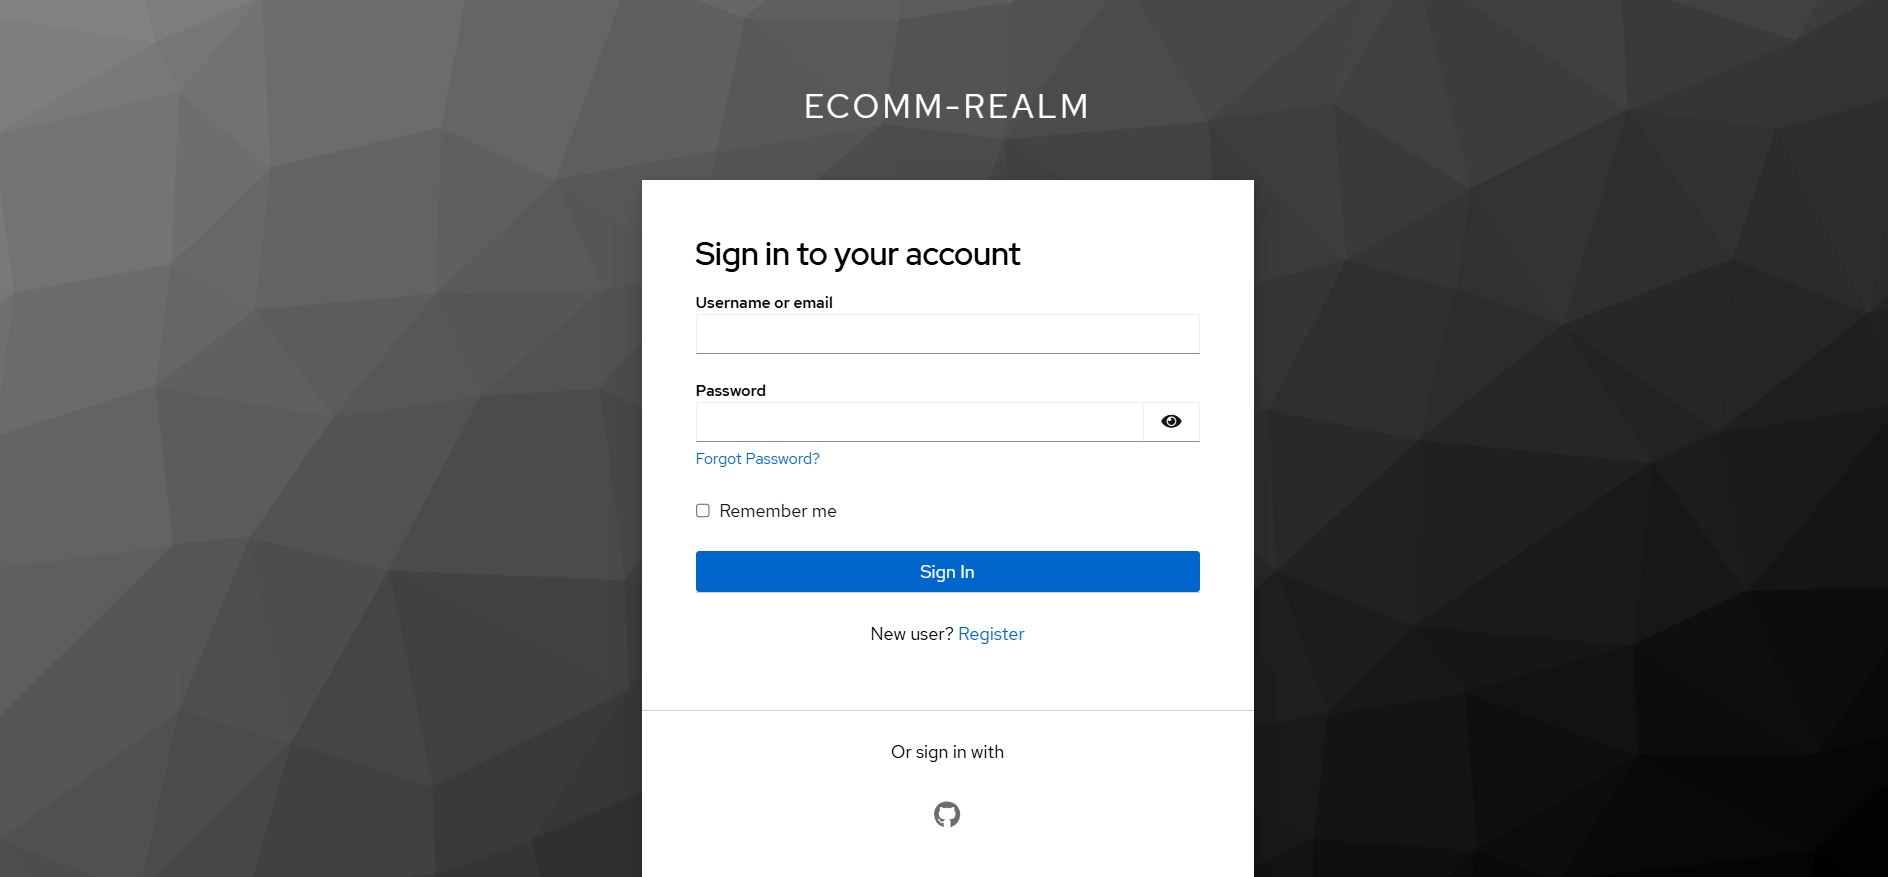 ECOMM-REALM
Sign in to your account
Username or email
Password
Forgot Password?
Remember me
Sign In
New user? Register
Or sign in with